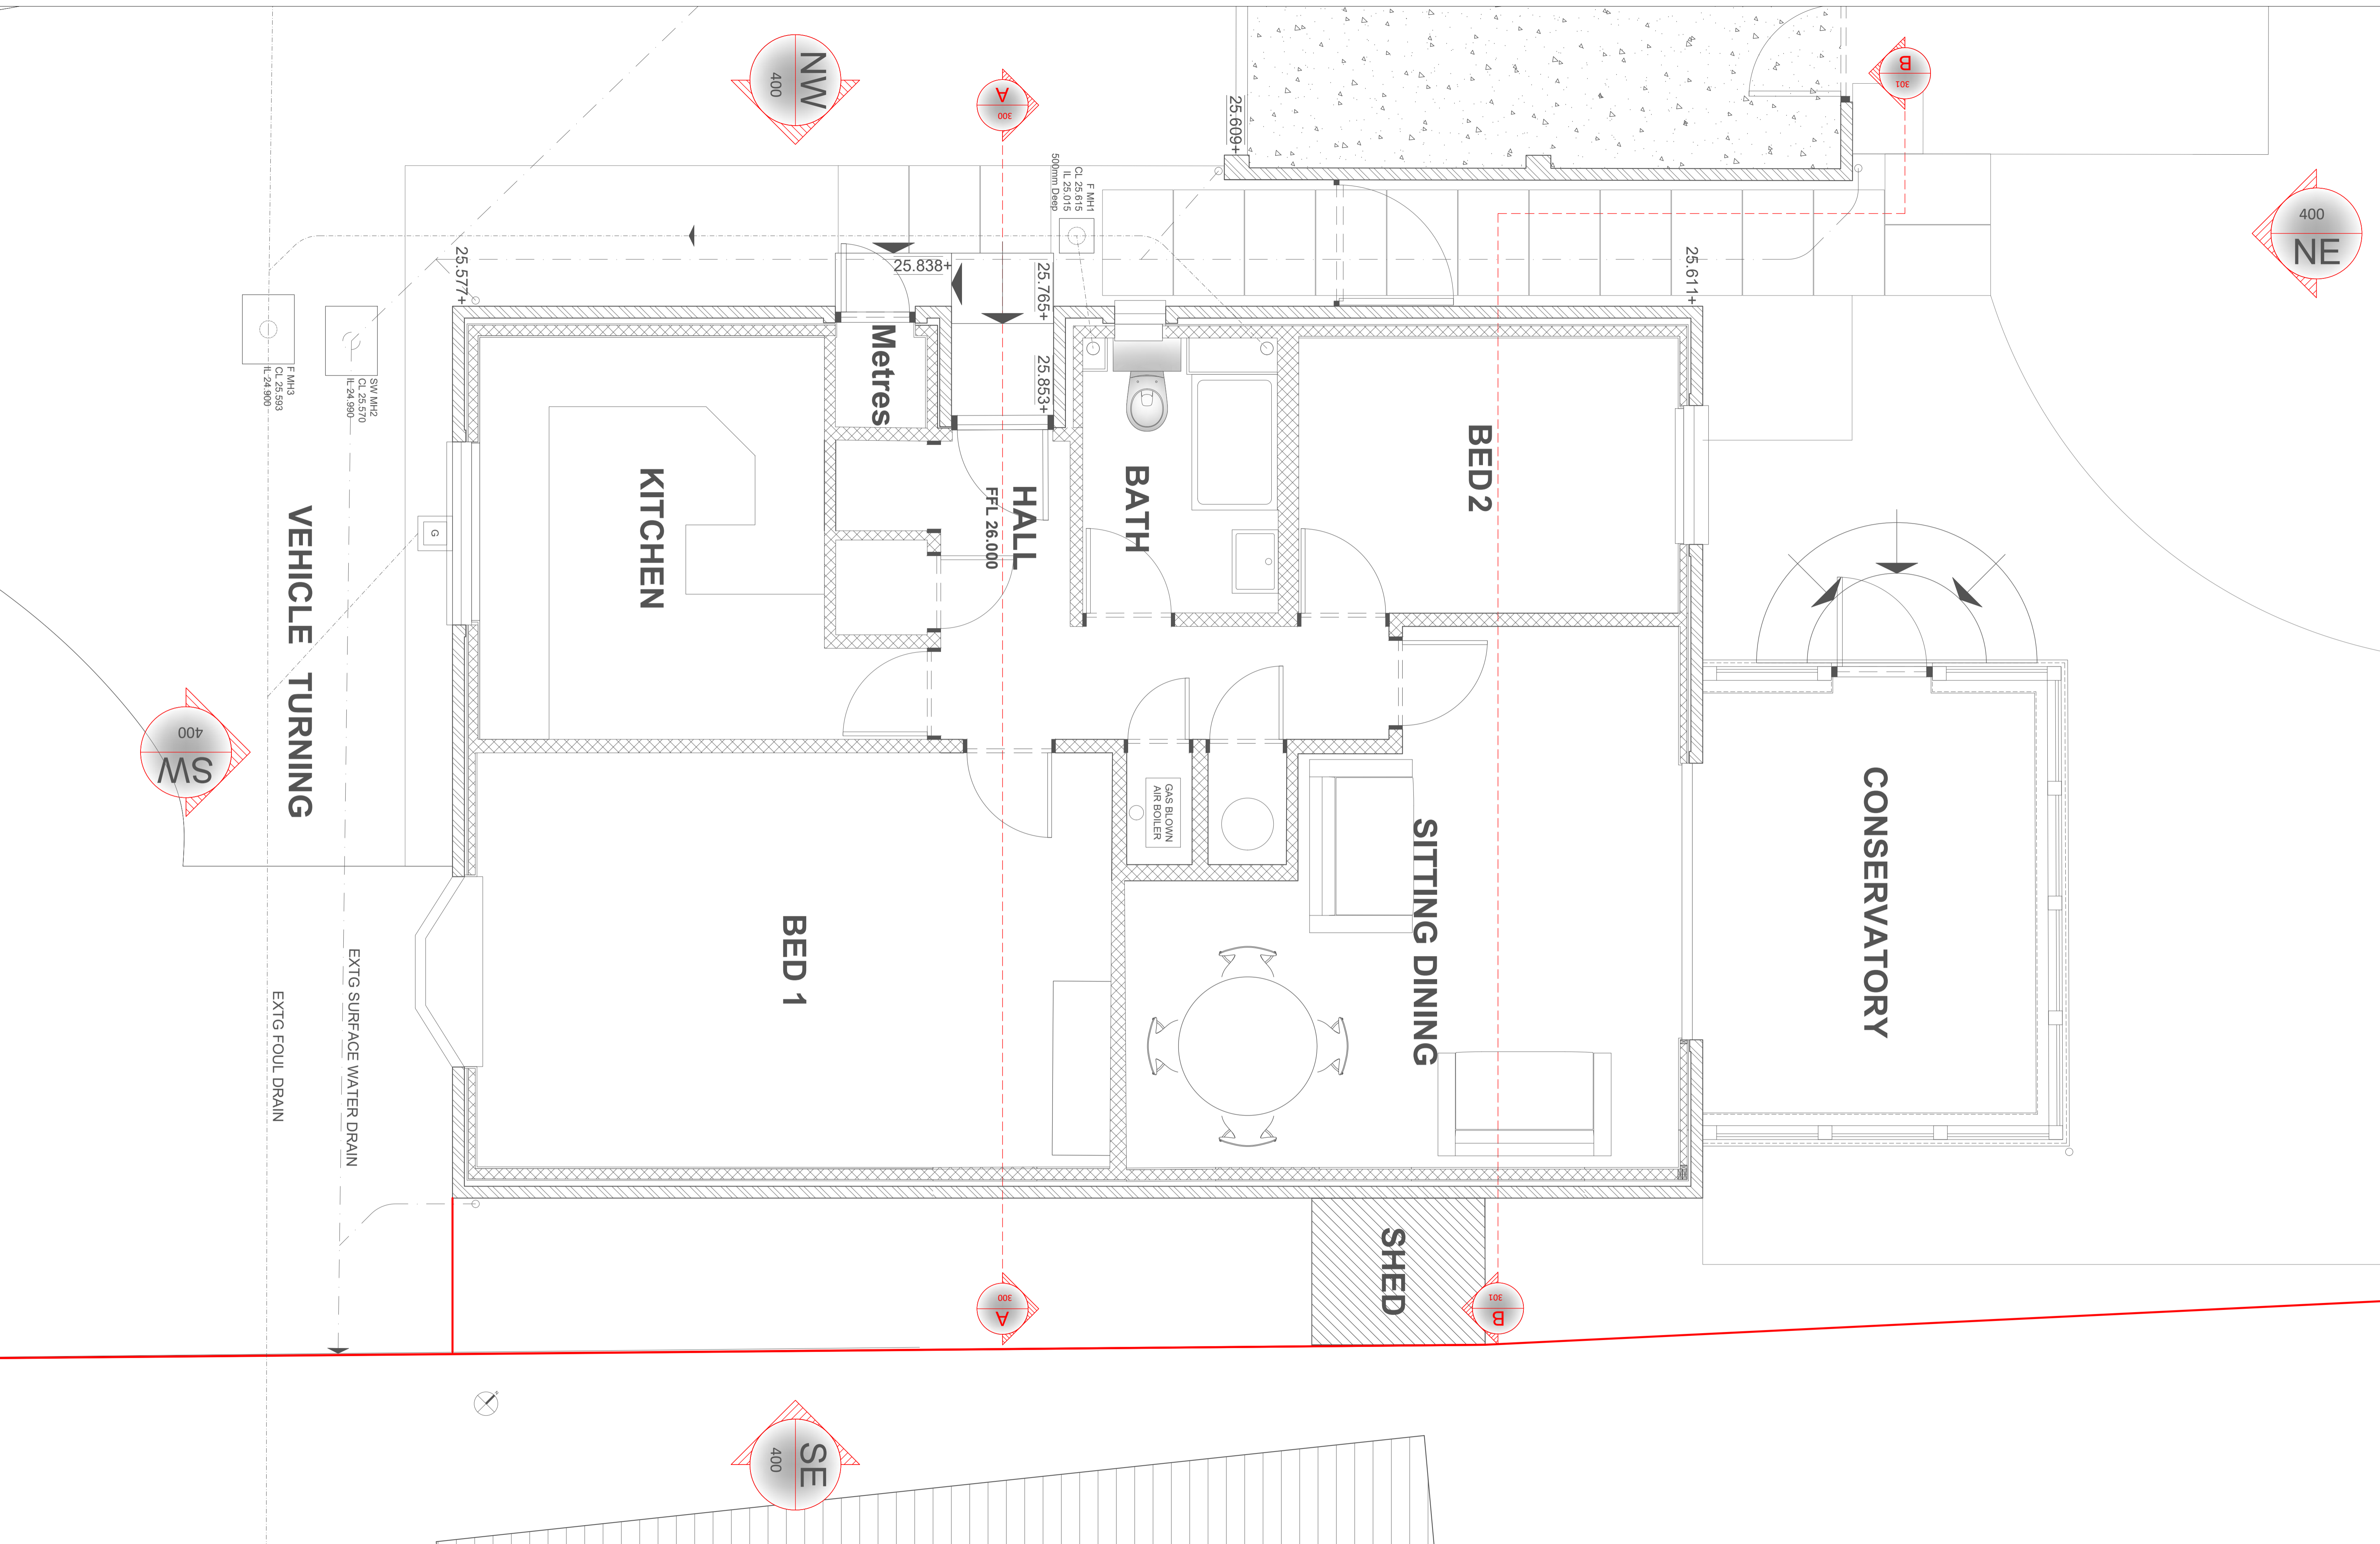 NW
400
A
300
B
301
400
NE
25.609+
F MH1
CL 25.615
IL 25.015
500mm Deep
25.577+
25.838+
25.765+
25.853+
25.611+
Metres
F MH3
CL 25.593
IL 24.900
SW MH2
CL 25.570
IL 24.990
KITCHEN
HALL
FFL 26.000
BATH
BED 2
G
VEHICLE TURNING
400
SW
GAS BLOWN
AIR BOILER
BED 1
SITTING DINING
CONSERVATORY
EXTG SURFACE WATER DRAIN
EXTG FOUL DRAIN
SHED
300
A
301
B
SE
400